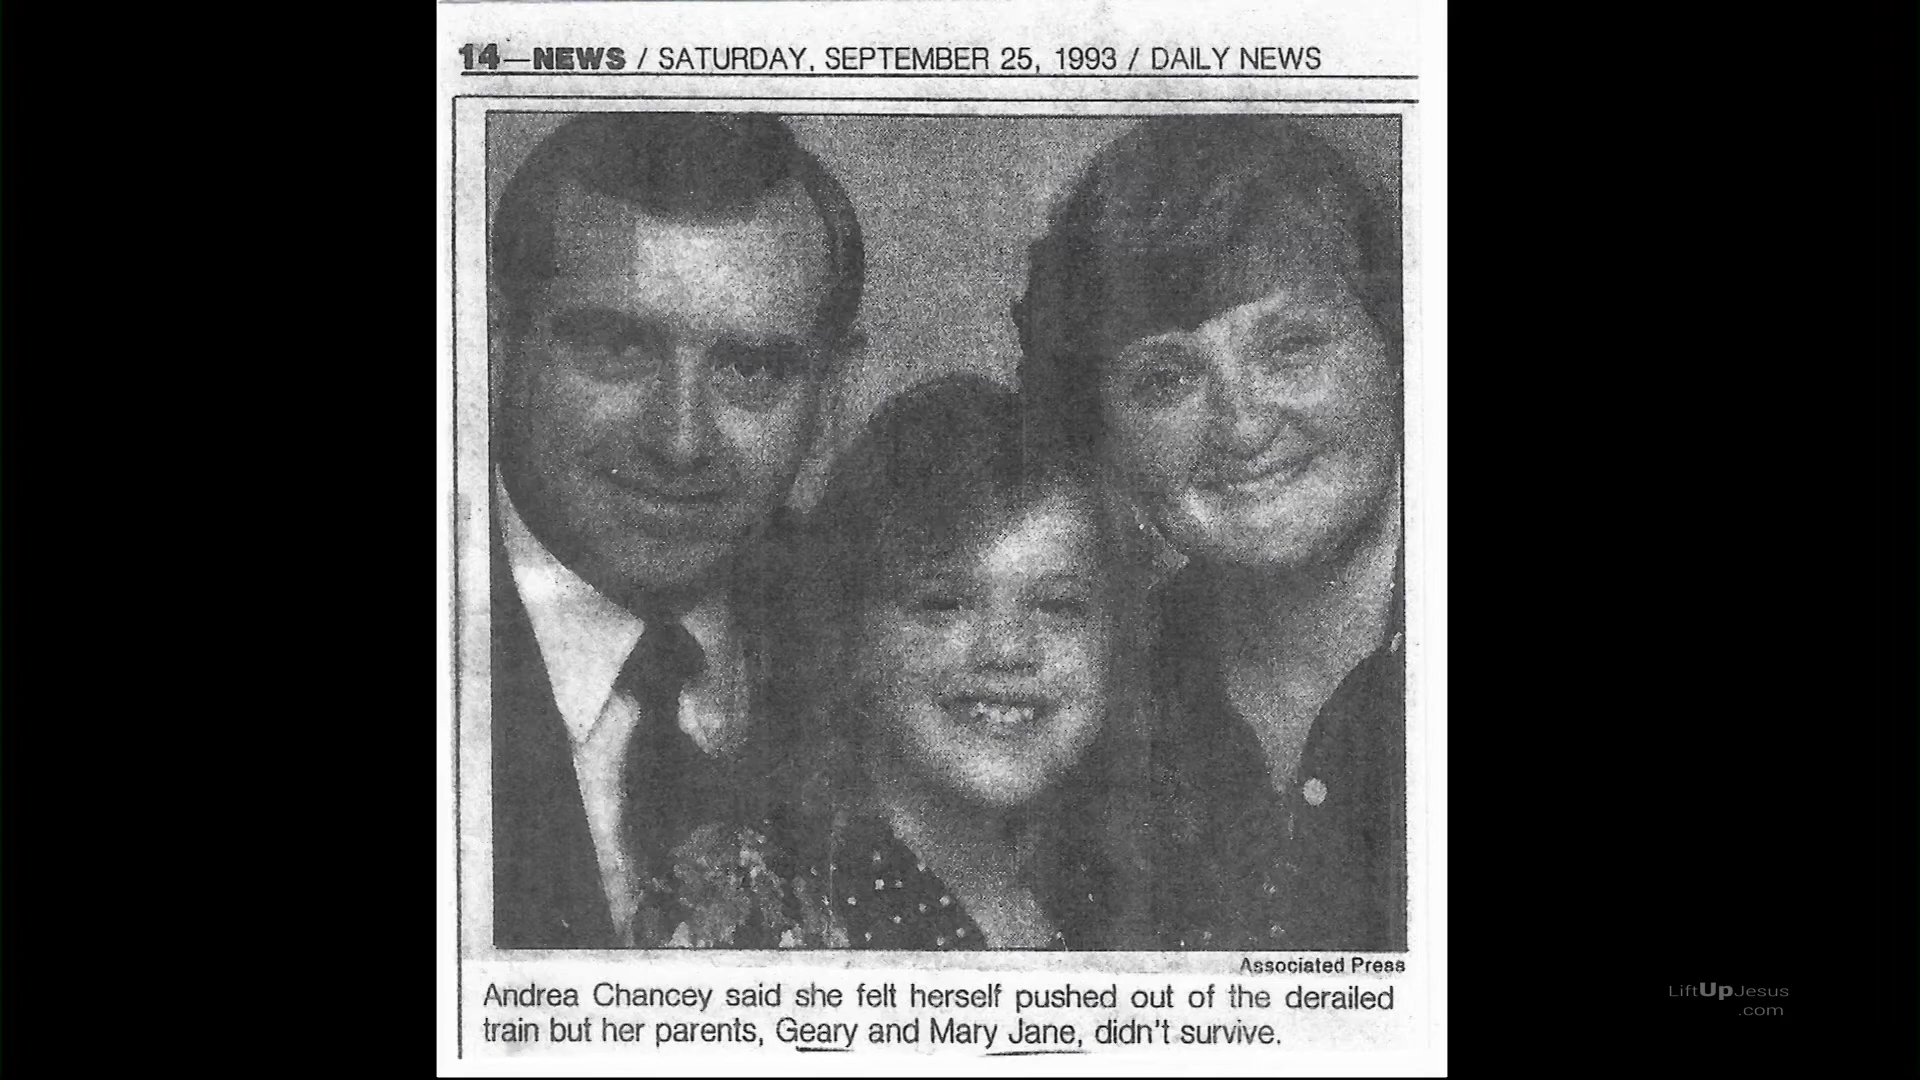 14—NEWS / SATURDAY, SEPTEMBER 25, 1993 / DAILY NEWS
Associated Press
Andrea Chancey said she felt herself pushed out of the derailed
train but her parents, Geary and Mary Jane, didn't survive.
LiftUpJesus
.com